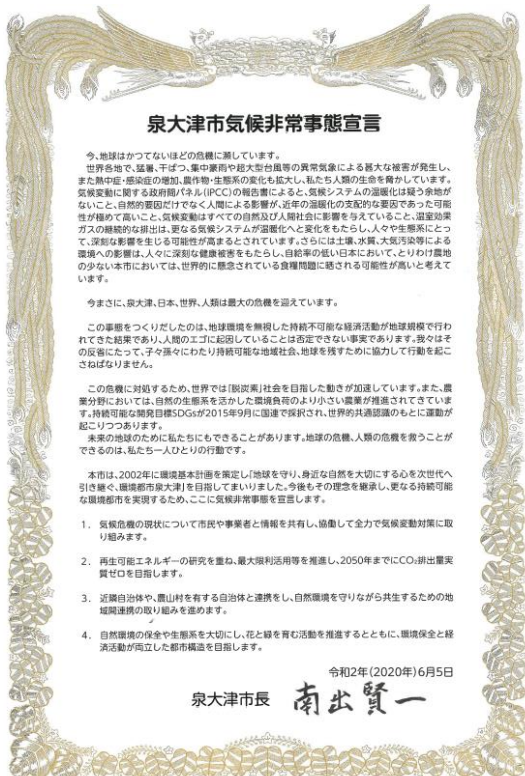 泉大津市気候非常事態宣言
今、地球はかつてないほどの危機に瀕しています。
世界各地で、猛暑、干ばつ、集中豪雨や超大型台風等の異常気象による甚大な被害が発生し、
また熱中症・感染症の増加、農作物・生態系の変化も拡大し、私たち人類の生命を脅かしています。
気候変動に関する政府間パネル(IPCC)の報告書によると、気候システムの温暖化は疑う余地が
ないこと、自然要因だけでなく人間による影響が、近年の温暖化の支配的な要因であった可能
性が極めて高いこと、気候変動はすべての自然及び人間社会に影響を与えていること、温室効果
ガスの継続的な排出は、更なる気候システムが温暖化へと変化をもたらし、人々や生態系にとっ
て、深刻な影響を生じる可能性が高まるとされています。さらには土壌、水質、大気汚染等による
環境への影響は、人々に深刻な健康被害をもたらし、自給率の低い日本において、とりわけ農地
の少ない本市においては、世界的に懸念されている食糧問題に晒される可能性が高いと考えて
います。
今まさに、泉大津、日本、世界、人類は最大の危機を迎えています。
この事態をつくりだしたのは、地球環境を無視した持続不可能な経済活動が地球規模で行わ
れてきた結果であり、人間のエゴに起因していることは否定できない事実であります。我々はそ
の反省にたって、子々孫々にわたり持続可能な地域社会、地球を残すために協力して行動を起こ
さねばなりません。
この危機に対処するため、世界では「脱炭素」社会を目指した動きが加速しています。また、農
業分野においては、自然の生態系を活かした環境負荷のより小さい農業が推進されてきていま
す。持続可能な開発目標SDGsが2015年9月に国連で採択され、世界的共通認識のもとに運動が
起こりつつあります。
未来の地球のために私たちにもできることがあります。地球の危機、人類の危機を救うことが
できるのは、私たち一人ひとりの行動です。
本市は、2002年に環境基本計画を策定し「地球を守り、身近な自然を大切にする心を次世代へ
引き継ぐ、環境都市泉大津」を目指してまいりました。今後もその理念を継承し、更なる持続可能
な環境都市を実現するため、ここに気候非常事態を宣言します。
1. 気候危機の現状について市民や事業者と情報を共有し、協働して全力で気候変動対策に取
り組みます。
2. 再生可能エネルギーの研究を重ね、最大限利活用等を推進し、2050年までにCO₂排出量実
質ゼロを目指します。
3. 近隣自治体や、農山村を有する自治体と連携をし、自然環境を守りながら共生するための地
域間連携の取り組みを進めます。
4. 自然環境の保全や生態系を大切にし、花と緑を育む活動を推進するとともに、環境保全と経
済活動が両立した都市構造を目指します。
令和2年(2020年)6月5日
泉大津市長 南出賢一